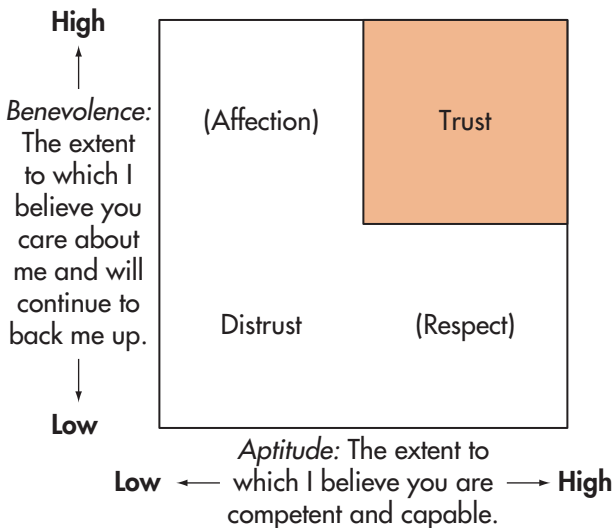 High
Benevolence:
The extent
to which I
believe you
care about
me and will
continue to
back me up.
Low
(Affection)
Trust
Distrust
(Respect)
Low
Aptitude: The extent to
which I believe you are
competent and capable.
High